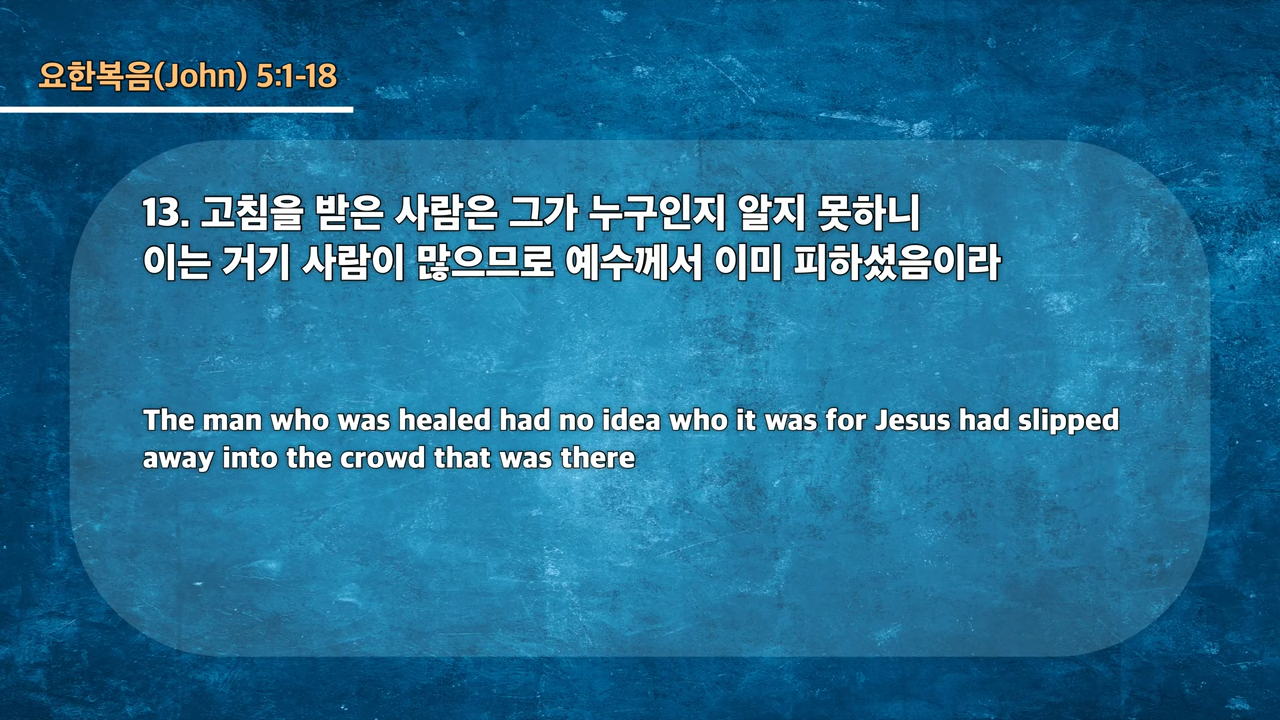 요한복음(John) 5:1-18
13. 고침을 받은 사람은 그가 누구인지 알지 못하니
이는 거기 사람이 많으므로 예수께서 이미 피하셨음이라
The man who was healed had no idea who it was for Jesus had slipped
away into the crowd that was there